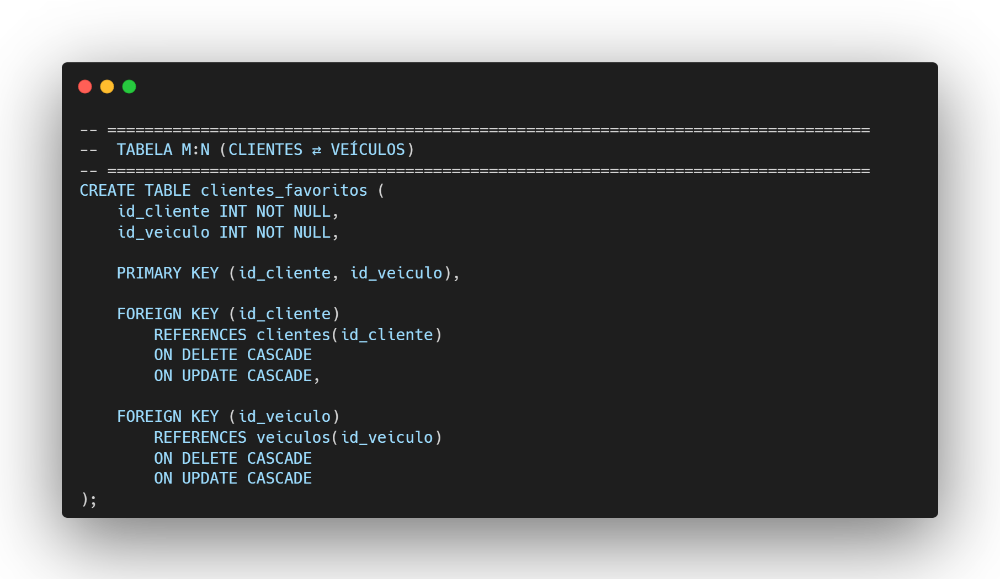 -- ==================================================================================
--  TABELA M:N (CLIENTES ⇄ VEÍCULOS)
-- ==================================================================================
CREATE TABLE clientes_favoritos (
    id_cliente INT NOT NULL,
    id_veiculo INT NOT NULL,

    PRIMARY KEY (id_cliente, id_veiculo),

    FOREIGN KEY (id_cliente)
        REFERENCES clientes(id_cliente)
        ON DELETE CASCADE
        ON UPDATE CASCADE,

    FOREIGN KEY (id_veiculo)
        REFERENCES veiculos(id_veiculo)
        ON DELETE CASCADE
        ON UPDATE CASCADE
);